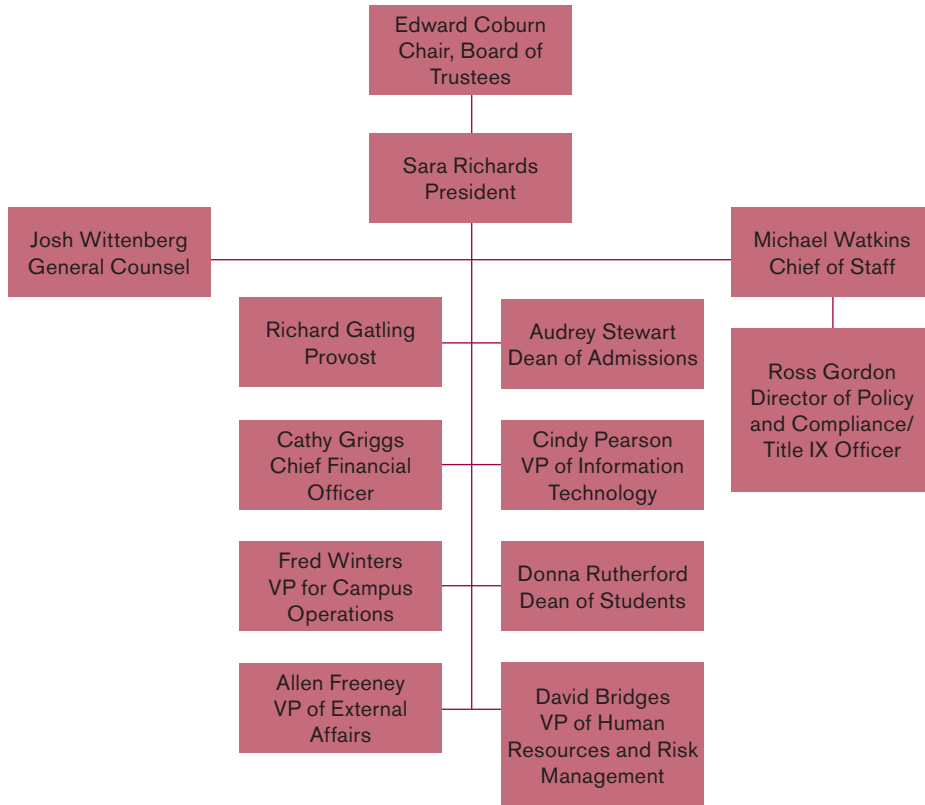 Edward Coburn
Chair, Board of
Trustees
Sara Richards
President
Josh Wittenberg
General Counsel
Michael Watkins
Chief of Staff
Richard Gatling
Provost
Audrey Stewart
Dean of Admissions
Ross Gordon
Director of Policy
and Compliance/
Title IX Officer
Cathy Griggs
Chief Financial
Officer
Cindy Pearson
VP of Information
Technology
Fred Winters
VP for Campus
Operations
Donna Rutherford
Dean of Students
Allen Freeney
VP of External
Affairs
David Bridges
VP of Human
Resources and Risk
Management